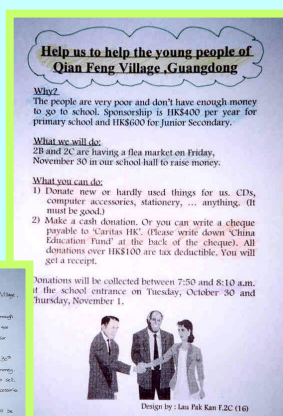 Help us to help the young people of
Qian Feng Village ,Guangdong
Why?
The people are very poor and don't have enough money
to go to school. Sponsorship is HK$400 per year for
primary school and HK$600 for Junior Secondary.
What we will do:
2B and 2C are having a flea market on Friday,
November 30 in our school hall to raise money.
What you can do:
1) Donate new or hardly used things for us. CDs,
computer accessories, stationery, ... anything. (It
must be good.)
2) Make a cash donation. Or you can write a cheque
payable to 'Caritas HK'. (Please write down 'China
Education Fund' at the back of the cheque). All
donations over HK$100 are tax deductible. You will
get a receipt.
Donations will be collected between 7:50 and 8:10 a.m.
at the school entrance on Tuesday, October 30 and
Thursday, November 1.
Design by : Lau Pak Kan F.2C (16)
Village,